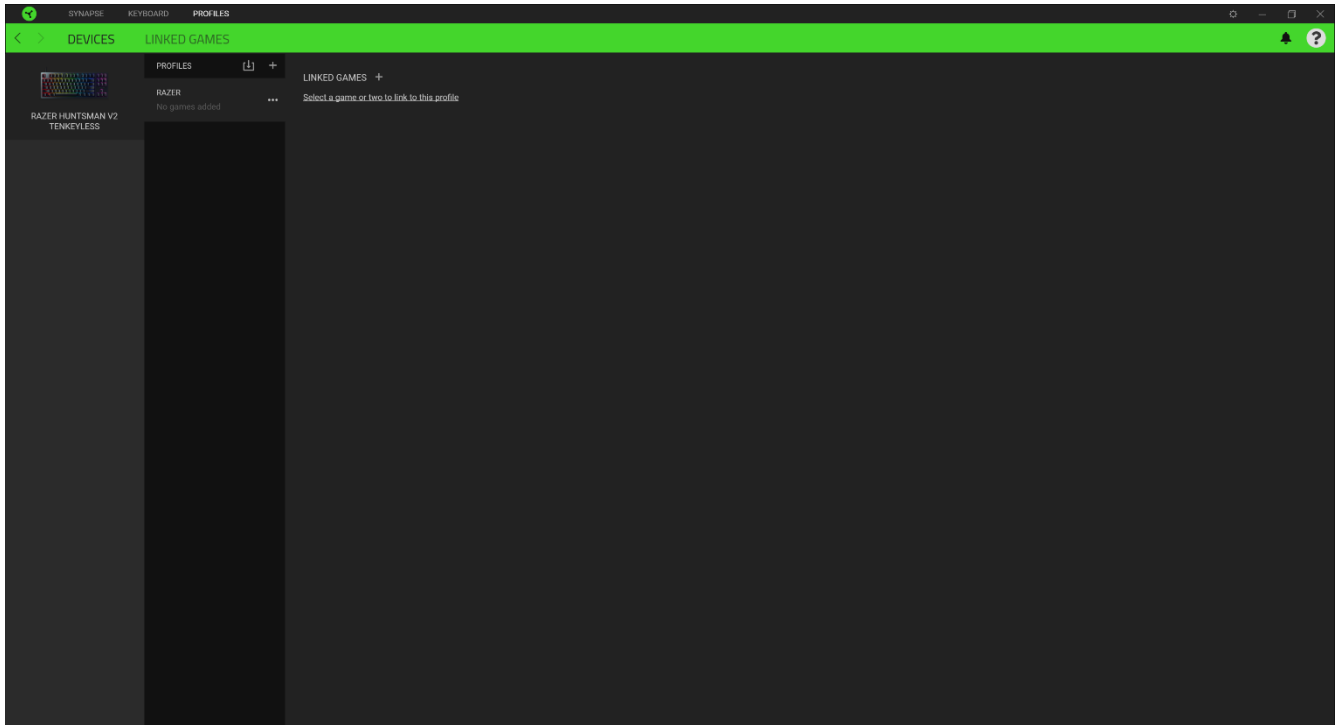 SYNAPSE KEYBOARD PROFILES
DEVICES LINKED GAMES
RAZER HUNTSMAN V2
TENKEYLESS
PROFILES
RAZER
No games added
LINKED GAMES
Select a game or two to link to this profile